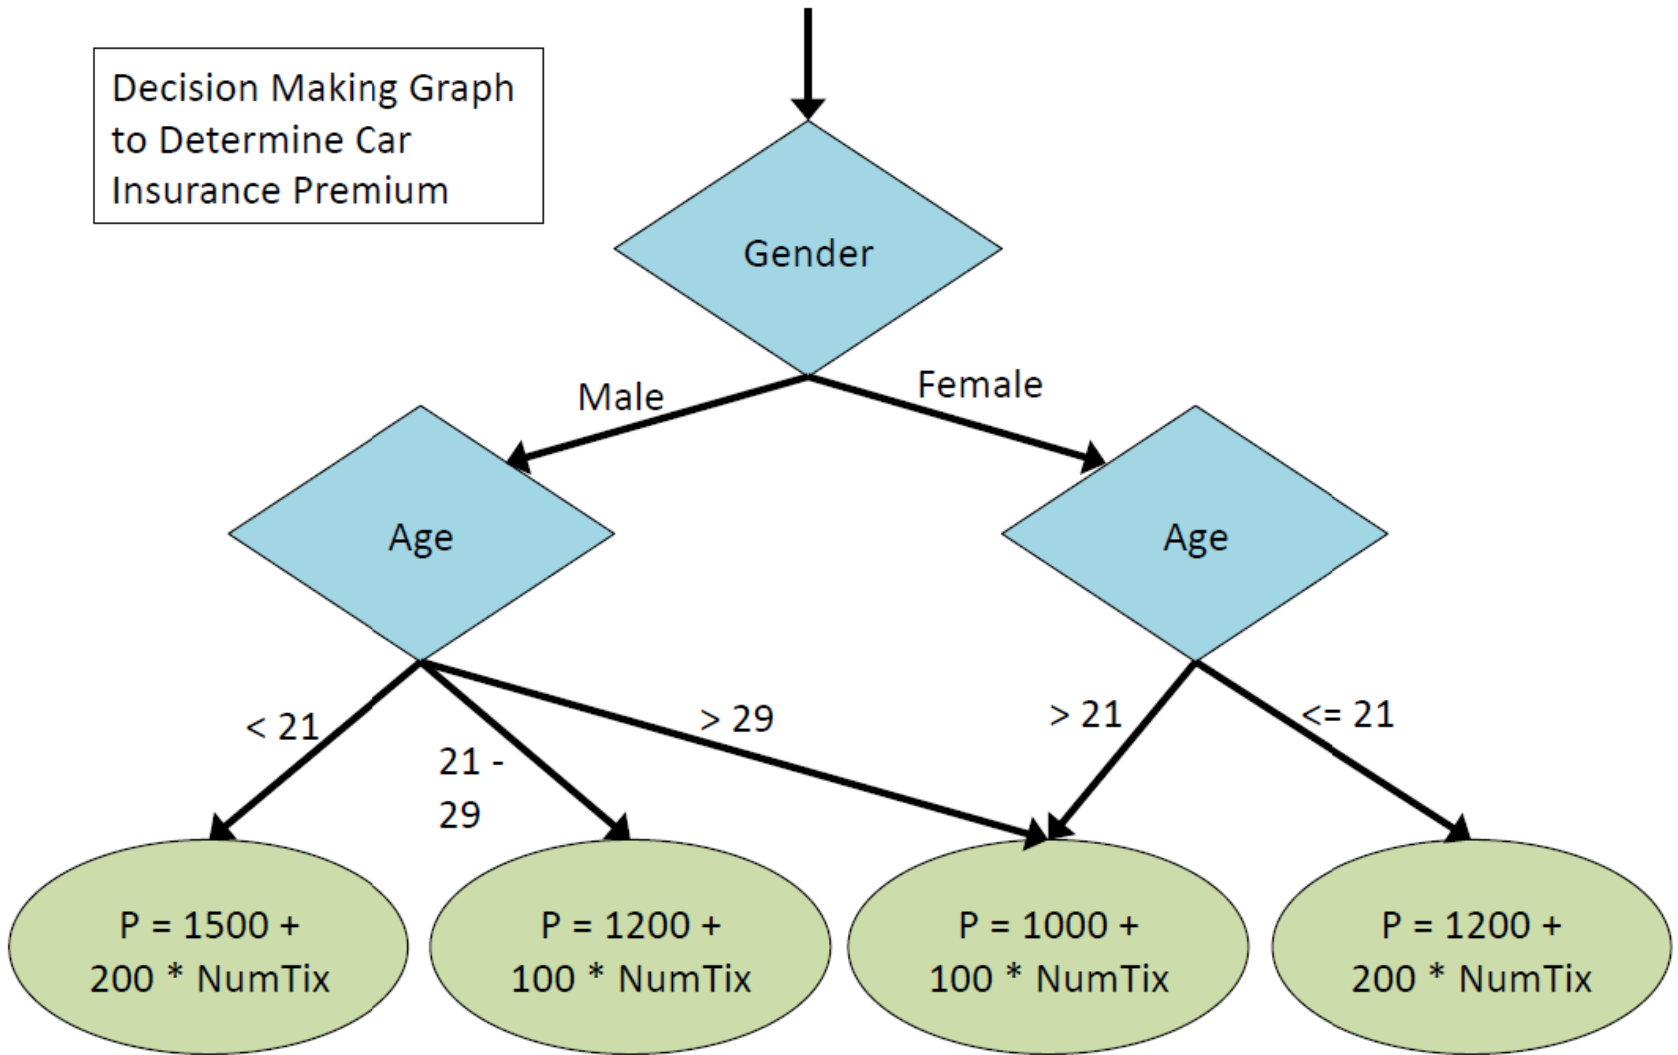 Decision Making Graph
to Determine Car
Insurance Premium
Gender
Male
Female
Age
Age
< 21
21 -
29
> 29
> 21
<= 21
P = 1500 +
200 * NumTix
P = 1200 +
100 * NumTix
P = 1000 +
100 * NumTix
P = 1200 +
200 * NumTix